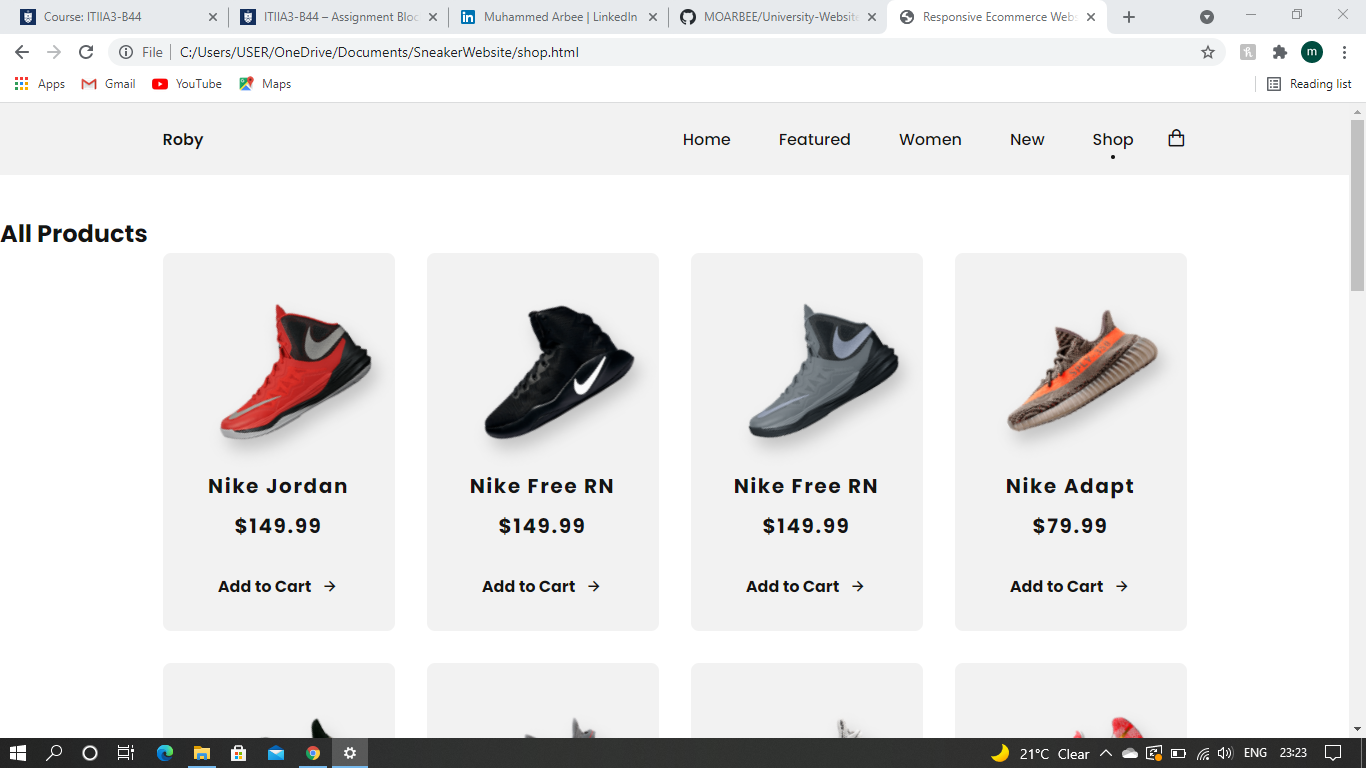 Course: ITIIA3-B44
ITIIA3-B44 – Assignment Bloc
Muhammed Arbee | LinkedIn
MOARBEE/University-Website
Responsive Ecommerce Webs
File C:/Users/USER/OneDrive/Documents/SneakerWebsite/shop.html
m
Apps Gmail YouTube Maps Reading list
Roby Home Featured Women New Shop
All Products
Nike Jordan Nike Free RN Nike Free RN Nike Adapt
$149.99 $149.99 $149.99 $79.99
Add to Cart → Add to Cart → Add to Cart → Add to Cart →
21°C Clear ENG 23:23